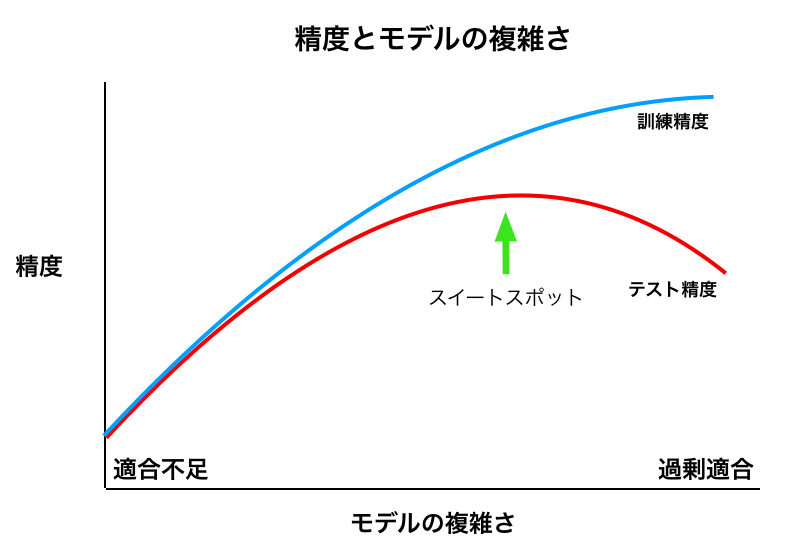 精度とモデルの複雑さ
訓練精度
精度
スイートスポット
テスト精度
適合不足
過剰適合
モデルの複雑さ